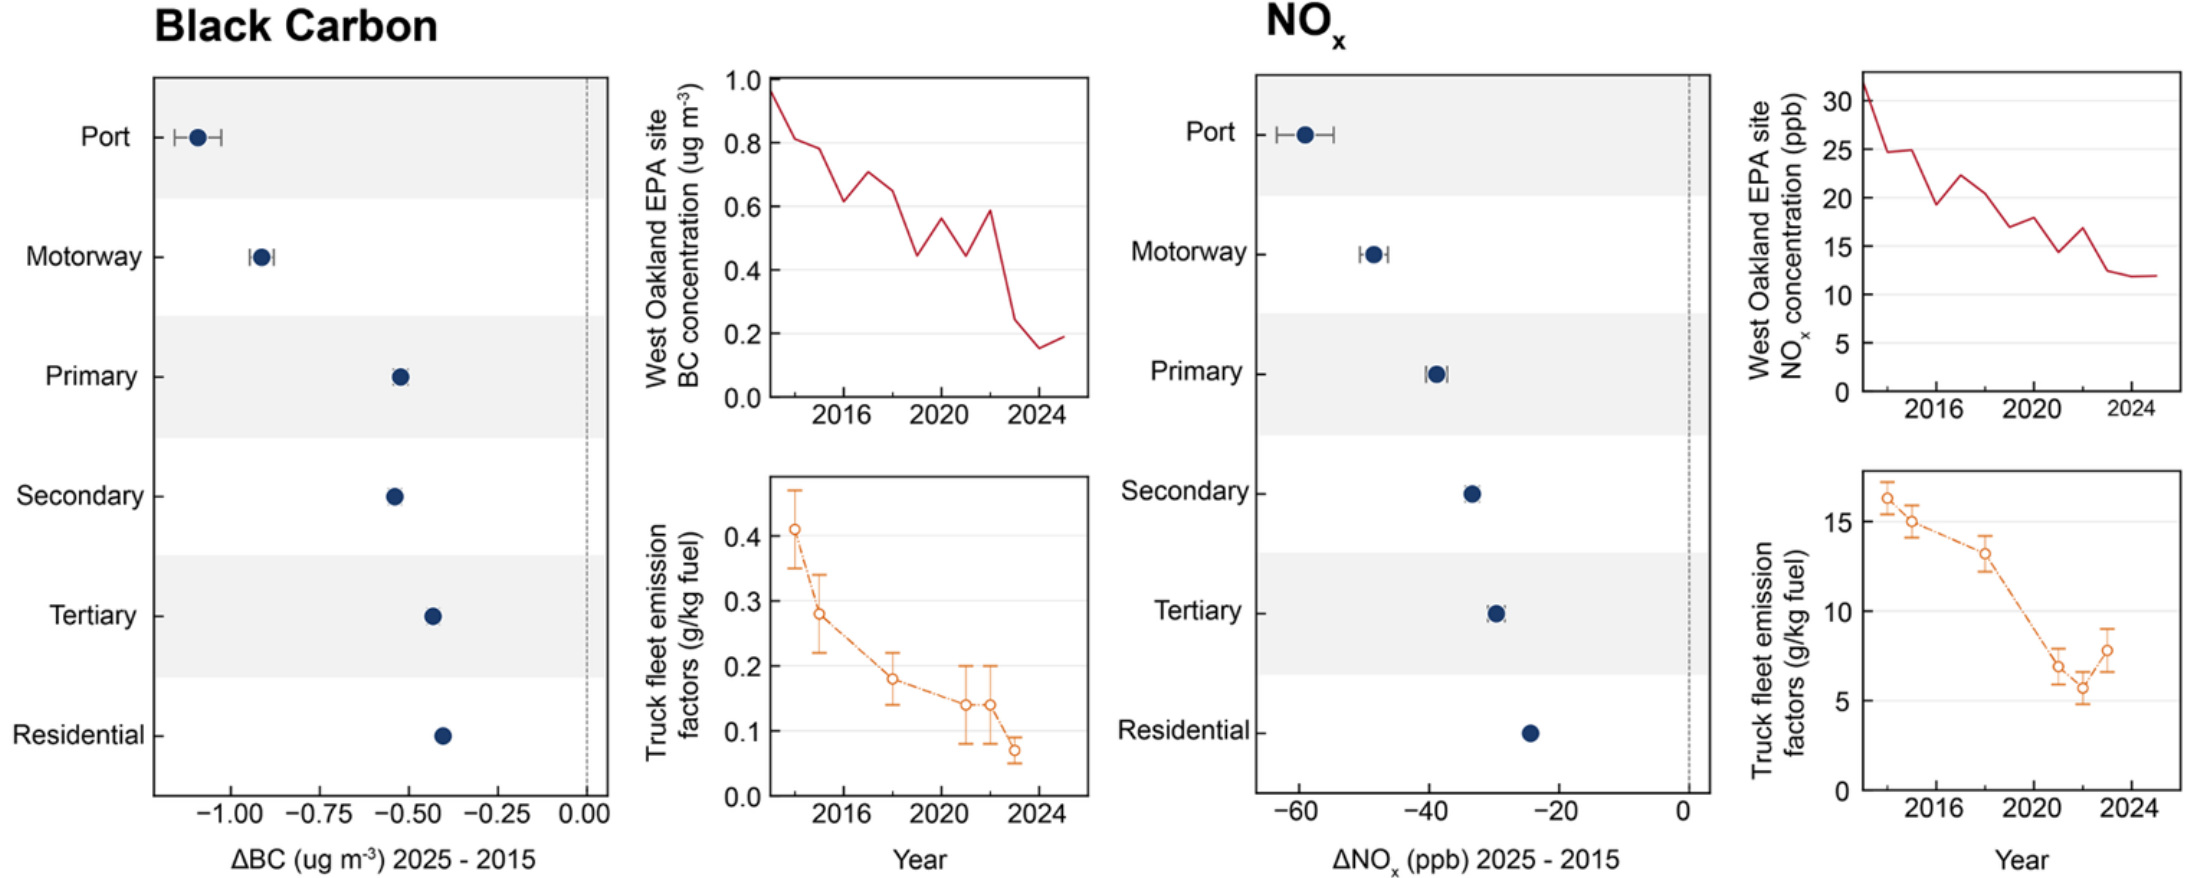 Black Carbon
Port
Motorway
Primary
Secondary
Tertiary
Residential
−1.00 −0.75 −0.50 −0.25 0.00
ΔBC (ug m⁻³) 2025 - 2015
West Oakland EPA site
BC concentration (ug m⁻³)
1.0
0.8
0.6
0.4
0.2
0.0
2016 2020 2024
Truck fleet emission
factors (g/kg fuel)
0.4
0.3
0.2
0.1
0.0
2016 2020 2024
Year
NOₓ
Port
Motorway
Primary
Secondary
Tertiary
Residential
−60 −40 −20 0
ΔNOₓ (ppb) 2025 - 2015
West Oakland EPA site
NOₓ concentration (ppb)
30
25
20
15
10
5
0
2016 2020 2024
Truck fleet emission
factors (g/kg fuel)
15
10
5
0
2016 2020 2024
Year